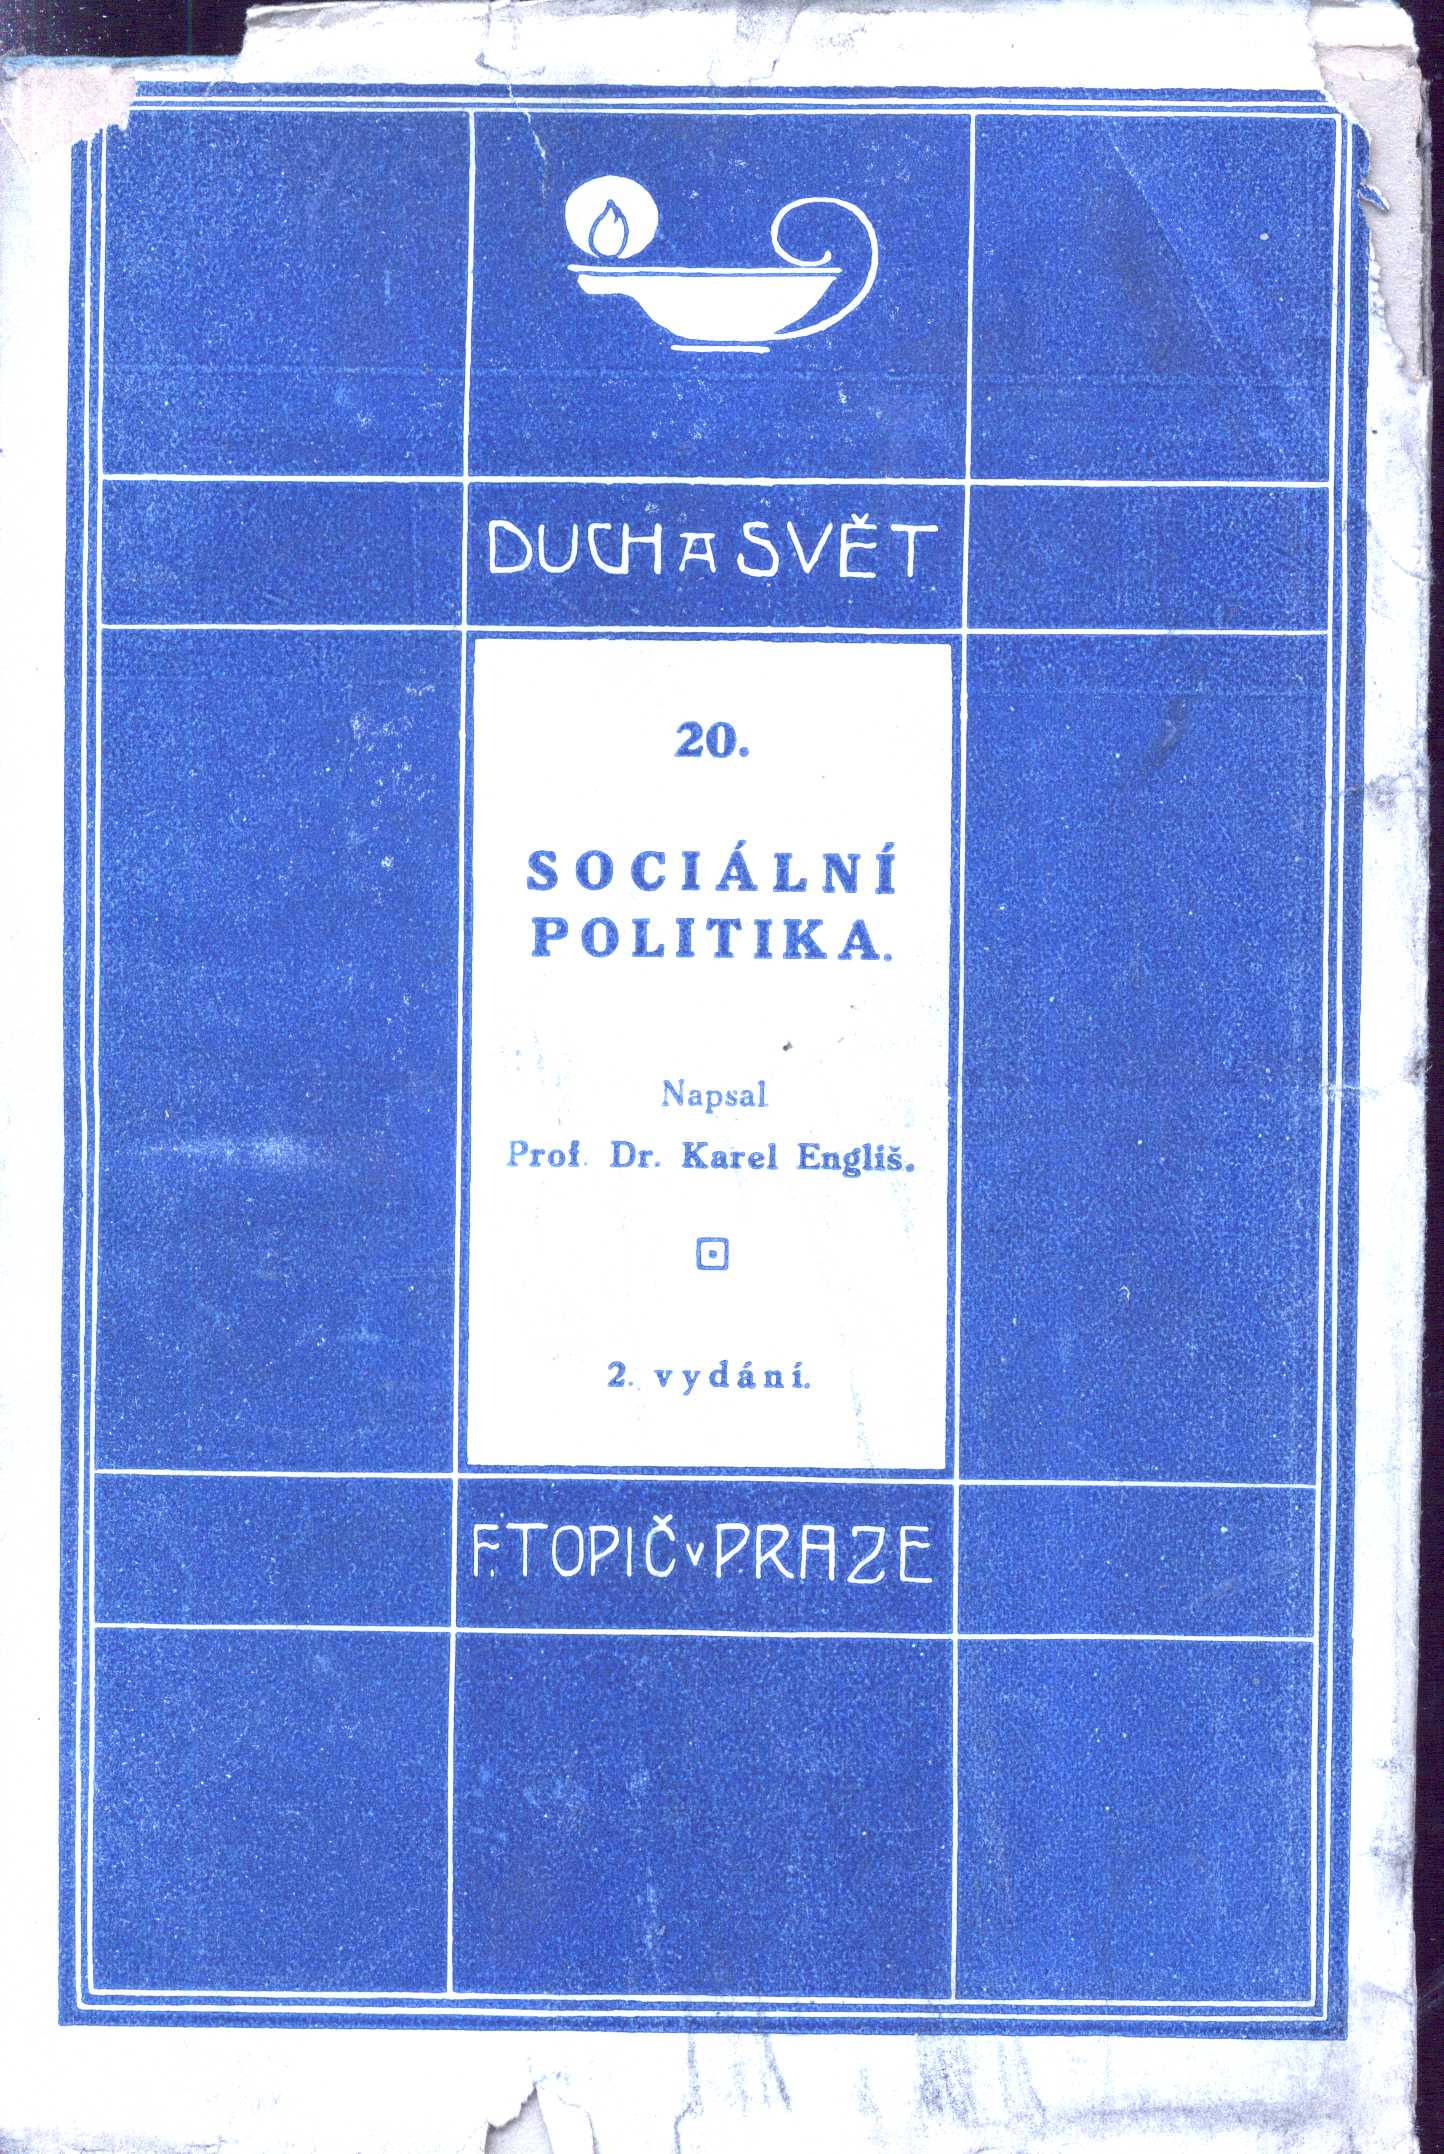 DUCH A SVĚT
20.
SOCIÁLNÍ
POLITIKA.
Napsal
Prof. Dr. Karel Engliš.
2. vydání.
F. TOPIČ v PRAZE